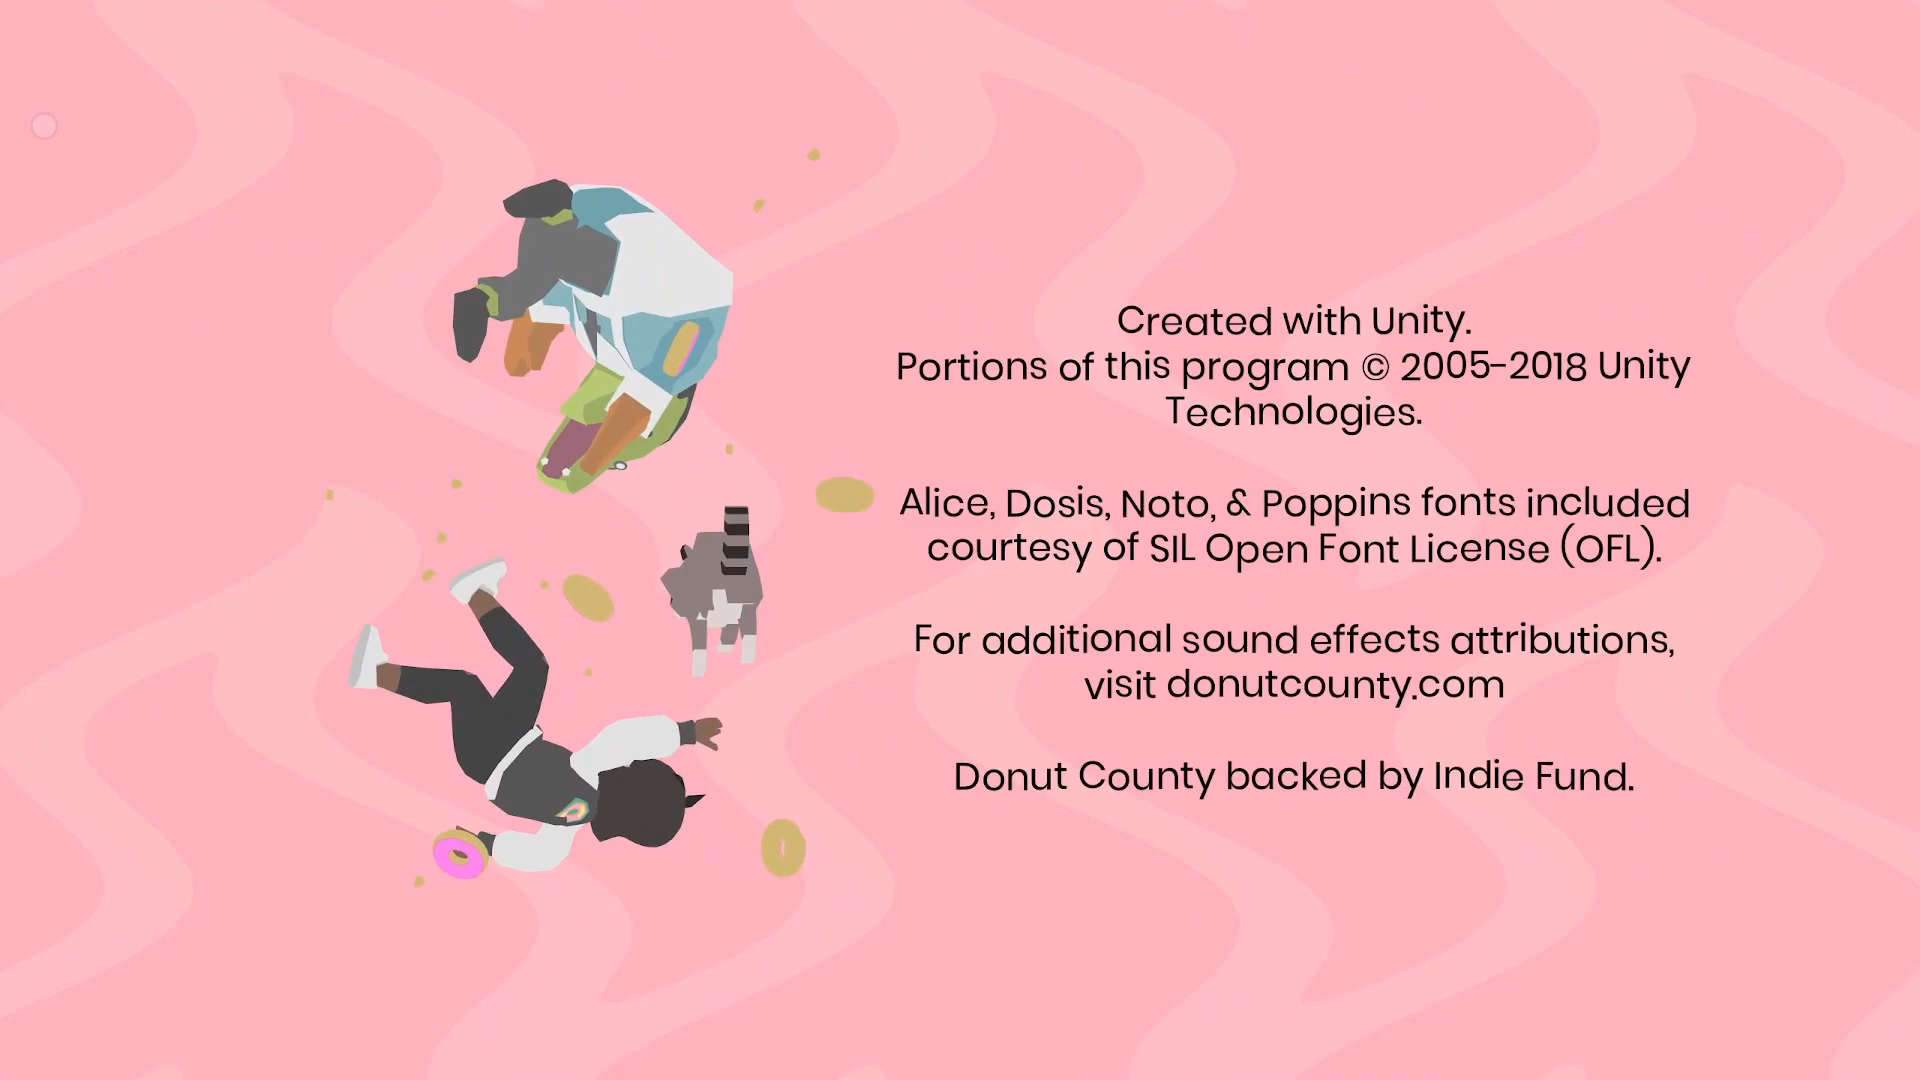 Created with Unity.
Portions of this program © 2005-2018 Unity
Technologies.
Alice, Dosis, Noto, & Poppins fonts included
courtesy of SIL Open Font License (OFL).
For additional sound effects attributions,
visit donutcounty.com
Donut County backed by Indie Fund.